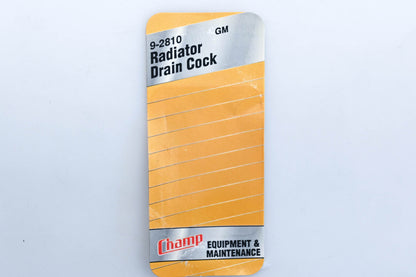 9-2810 GM
Radiator
Drain Cock
Champ EQUIPMENT &
MAINTENANCE